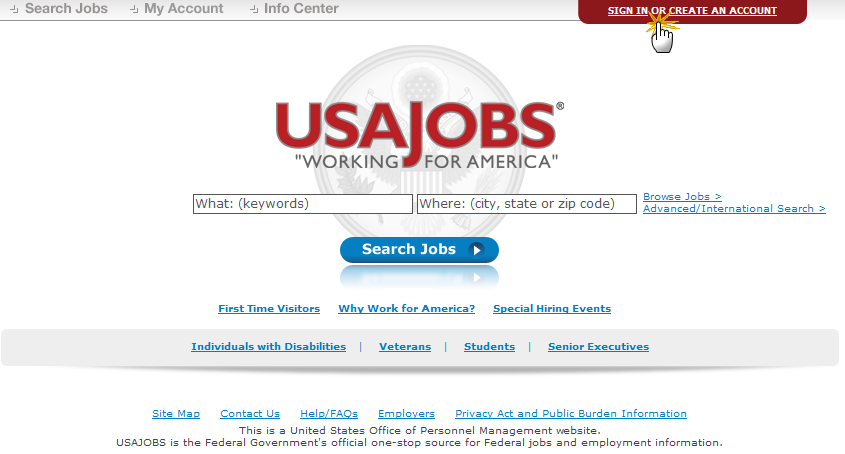 Search Jobs My Account Info Center SIGN IN OR CREATE AN ACCOUNT
USAJOBS®
"WORKING FOR AMERICA"
What: (keywords) Where: (city, state or zip code) Browse Jobs >
Advanced/International Search >
Search Jobs
First Time Visitors Why Work for America? Special Hiring Events
Individuals with Disabilities | Veterans | Students | Senior Executives
Site Map Contact Us Help/FAQs Employers Privacy Act and Public Burden Information
This is a United States Office of Personnel Management website.
USAJOBS is the Federal Government's official one-stop source for Federal jobs and employment information.